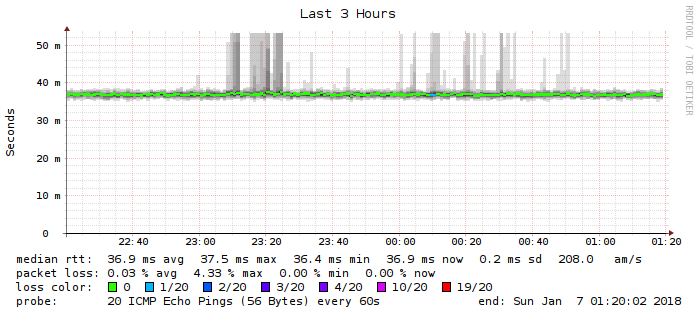 Last 3 Hours
RRDTOOL / TOBI OETIKER
Seconds
50 m
40 m
30 m
20 m
10 m
0
22:40 23:00 23:20 23:40 00:00 00:20 00:40 01:00 01:20
median rtt: 36.9 ms avg 37.5 ms max 36.4 ms min 36.9 ms now 0.2 ms sd 208.0 am/s
packet loss: 0.03 % avg 4.33 % max 0.00 % min 0.00 % now
loss color: 0 1/20 2/20 3/20 4/20 10/20 19/20
probe: 20 ICMP Echo Pings (56 Bytes) every 60s end: Sun Jan 7 01:20:02 2018